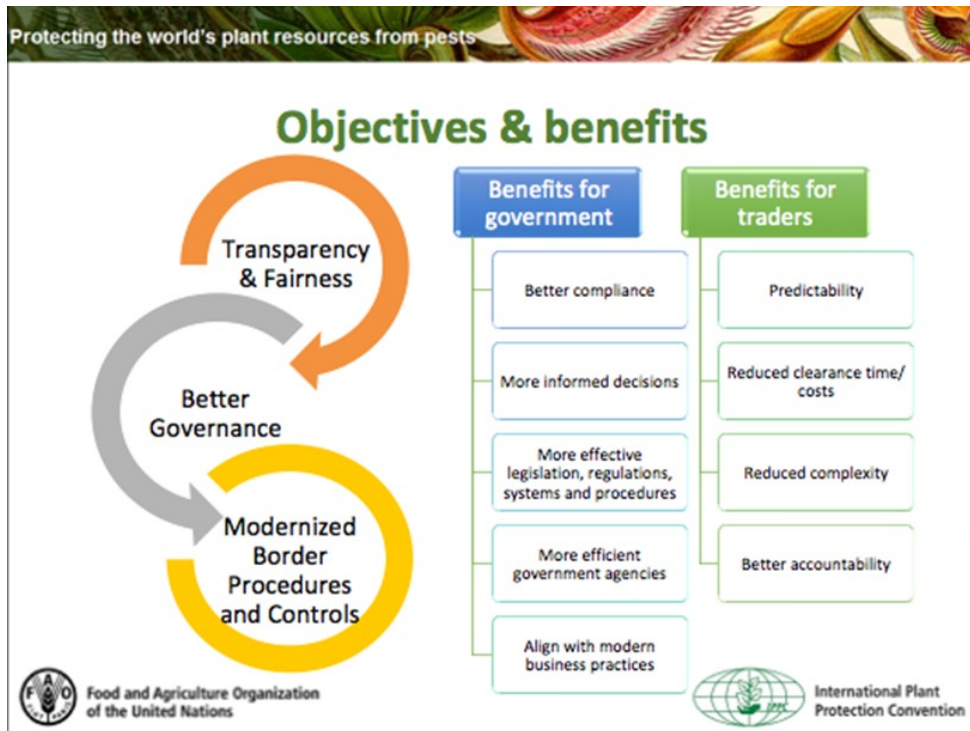 Protecting the world's plant resources from pests
Objectives & benefits
Transparency
& Fairness
Better
Governance
Modernized
Border
Procedures
and Controls
Benefits for
government
Better compliance
More informed decisions
More effective
legislation, regulations,
systems and procedures
More efficient
government agencies
Align with modern
business practices
Benefits for
traders
Predictability
Reduced clearance time/
costs
Reduced complexity
Better accountability
F A O
FIAT PANIS
Food and Agriculture Organization
of the United Nations
IPPC
International Plant
Protection Convention